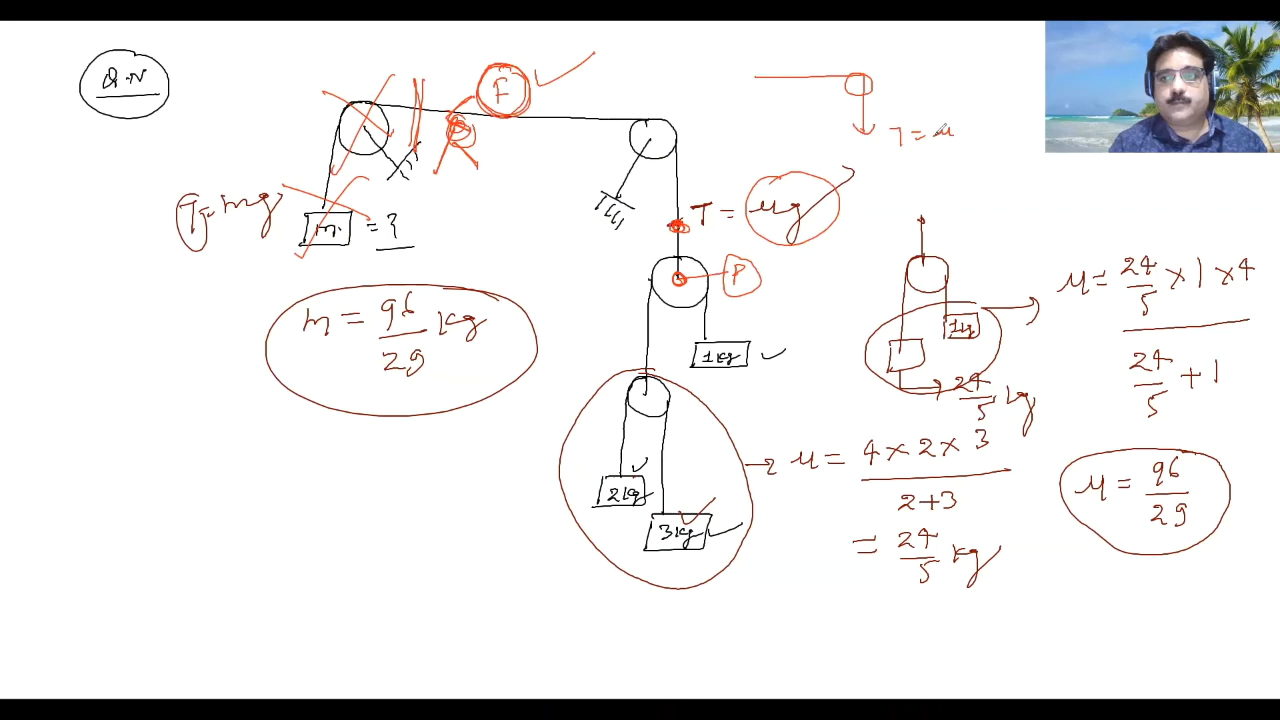 Q.N
F
T = μ
T = mg
m = ?
T = μg
P
m = 96/29 kg
1kg
1kg
μ = 24/5 × 1 × 4
24/5 + 1
24/5 kg
2kg
3kg
μ = 4 × 2 × 3
2+3
= 24/5 kg
μ = 96/29